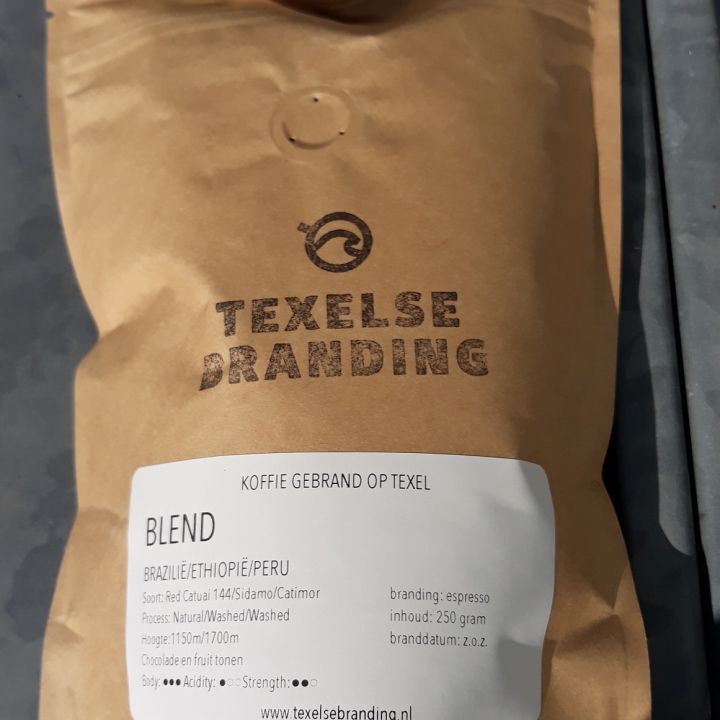 TEXELSE
BRANDING
KOFFIE GEBRAND OP TEXEL
BLEND
BRAZILIË/ETHIOPIË/PERU
Soort: Red Catuai 144/Sidamo/Catimor
branding: espresso
Process: Natural/Washed/Washed
inhoud: 250 gram
Hoogte:1150m/1700m
branddatum: z.o.z.
Chocolade en fruit tonen
Body: ●●● Acidity: ●○○ Strength: ●●○
www.texelsebranding.nl